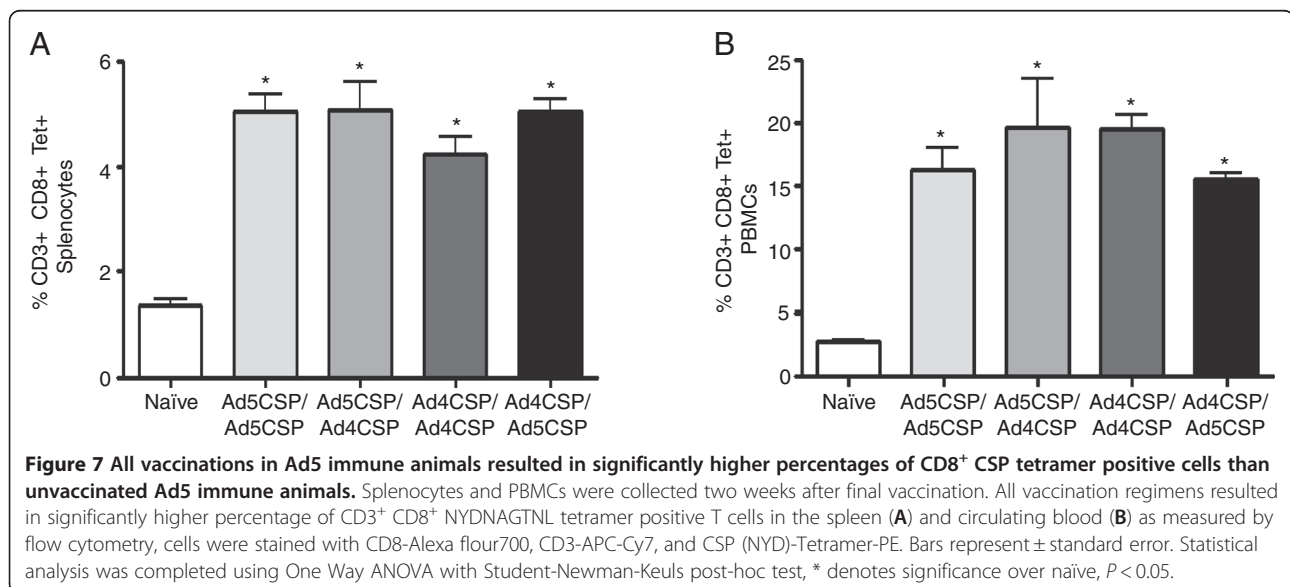 A
6
4
2
0
% CD3+ CD8+ Tet+
Splenocytes
*
*
*
*
Naïve
Ad5CSP/
Ad5CSP
Ad5CSP/
Ad4CSP
Ad4CSP/
Ad4CSP
Ad4CSP/
Ad5CSP
B
25
20
15
10
5
0
% CD3+ CD8+ Tet+
PBMCs
*
*
*
*
Naïve
Ad5CSP/
Ad5CSP
Ad5CSP/
Ad4CSP
Ad4CSP/
Ad4CSP
Ad4CSP/
Ad5CSP
Figure 7 All vaccinations in Ad5 immune animals resulted in significantly higher percentages of CD8⁺ CSP tetramer positive cells than
unvaccinated Ad5 immune animals. Splenocytes and PBMCs were collected two weeks after final vaccination. All vaccination regimens resulted
in significantly higher percentage of CD3⁺ CD8⁺ NYDNAGTNL tetramer positive T cells in the spleen (A) and circulating blood (B) as measured by
flow cytometry, cells were stained with CD8-Alexa flour700, CD3-APC-Cy7, and CSP (NYD)-Tetramer-PE. Bars represent ± standard error. Statistical
analysis was completed using One Way ANOVA with Student-Newman-Keuls post-hoc test, * denotes significance over naïve, P < 0.05.